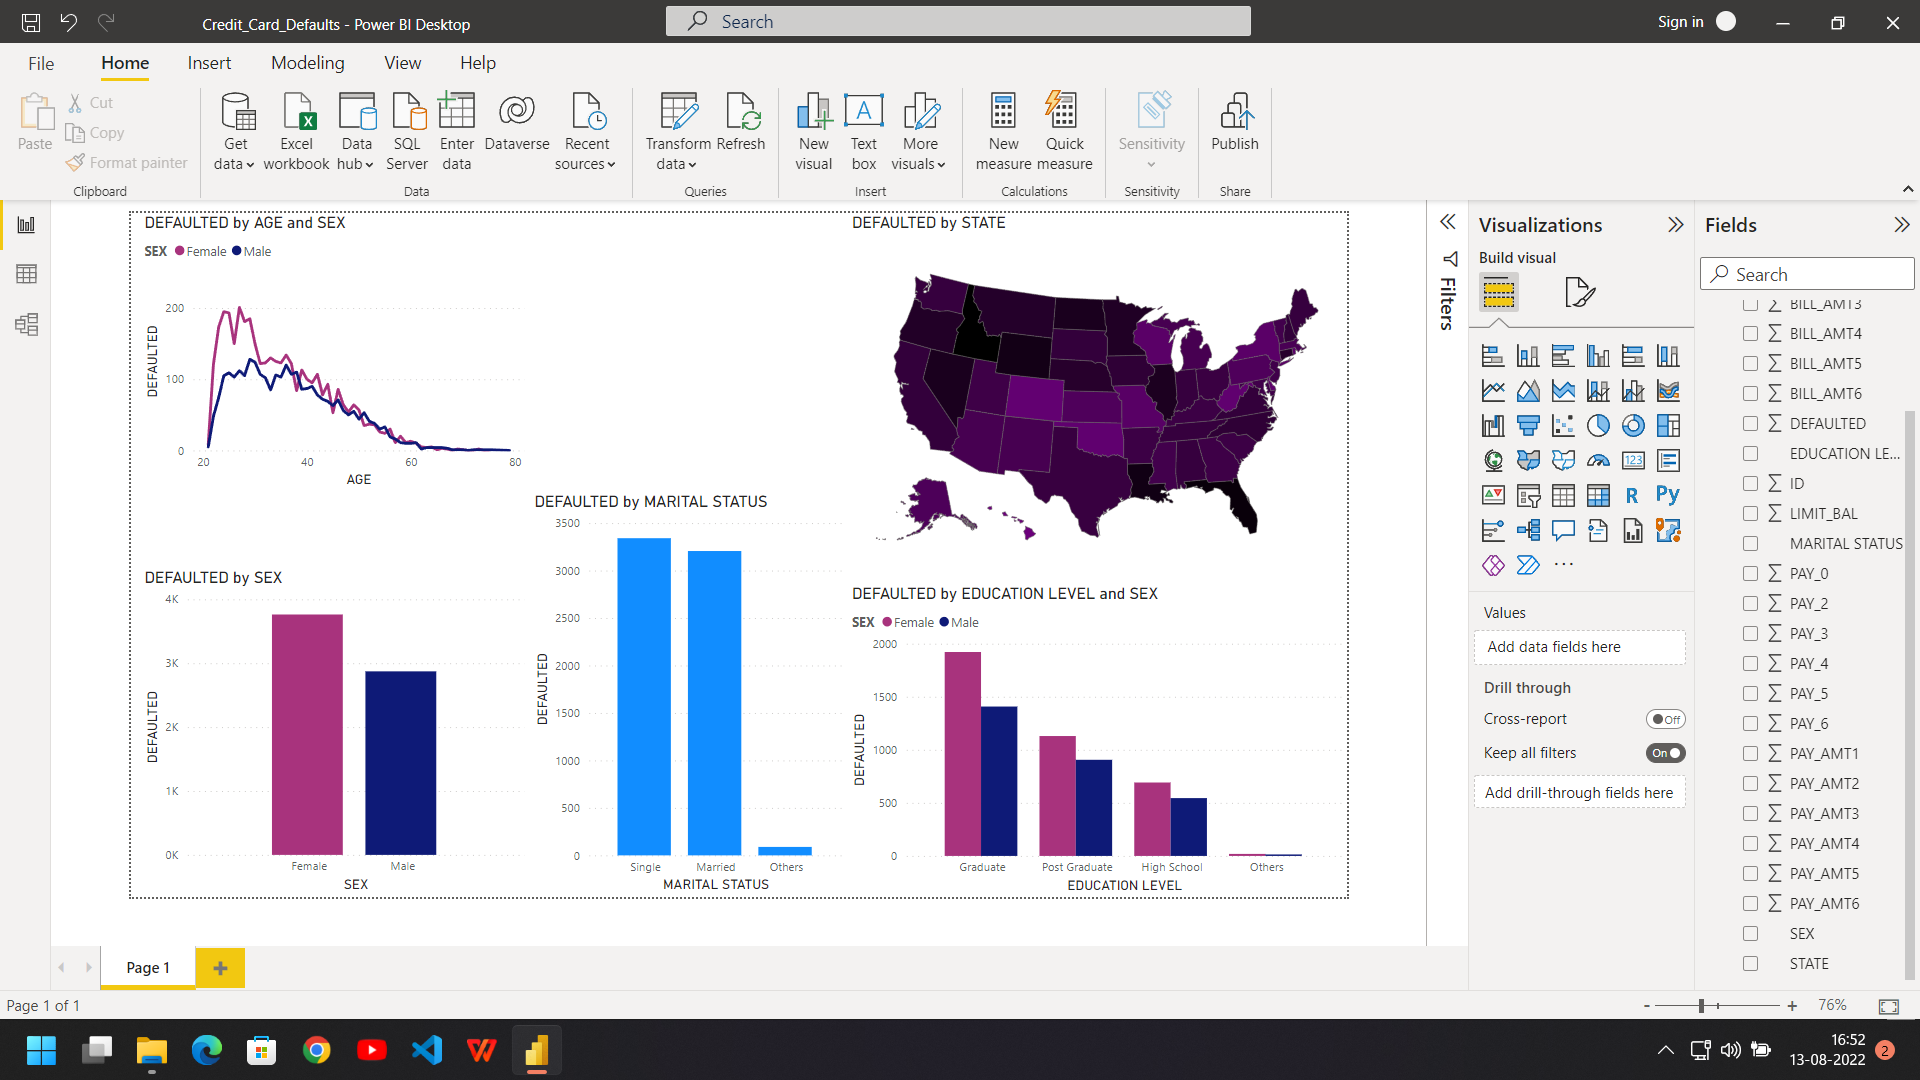 Credit_Card_Defaults - Power BI Desktop
Search
Sign in
File Home Insert Modeling View Help
Paste
Cut
Copy
Format painter
Clipboard
Get data
Excel workbook
Data hub
SQL Server
Enter data
Dataverse
Recent sources
Data
Transform data
Refresh
Queries
New visual
Text box
More visuals
Insert
New measure
Quick measure
Calculations
Sensitivity
Sensitivity
Publish
Share
DEFAULTED by AGE and SEX
SEX Female Male
DEFAULTED
200
100
0
20 40 60 80
AGE
DEFAULTED by SEX
DEFAULTED
4K
3K
2K
1K
0K
Female Male
SEX
DEFAULTED by MARITAL STATUS
DEFAULTED
3500
3000
2500
2000
1500
1000
500
0
Single Married Others
MARITAL STATUS
DEFAULTED by STATE
DEFAULTED by EDUCATION LEVEL and SEX
SEX Female Male
DEFAULTED
2000
1500
1000
500
0
Graduate Post Graduate High School Others
EDUCATION LEVEL
Filters
Visualizations
Build visual
123
R
Py
Values
Add data fields here
Drill through
Cross-report
Off
Keep all filters
On
Add drill-through fields here
Fields
Search
BILL_AMT3
BILL_AMT4
BILL_AMT5
BILL_AMT6
DEFAULTED
EDUCATION LE...
ID
LIMIT_BAL
MARITAL STATUS
PAY_0
PAY_2
PAY_3
PAY_4
PAY_5
PAY_6
PAY_AMT1
PAY_AMT2
PAY_AMT3
PAY_AMT4
PAY_AMT5
PAY_AMT6
SEX
STATE
Page 1
Page 1 of 1
76%
16:52
13-08-2022
2